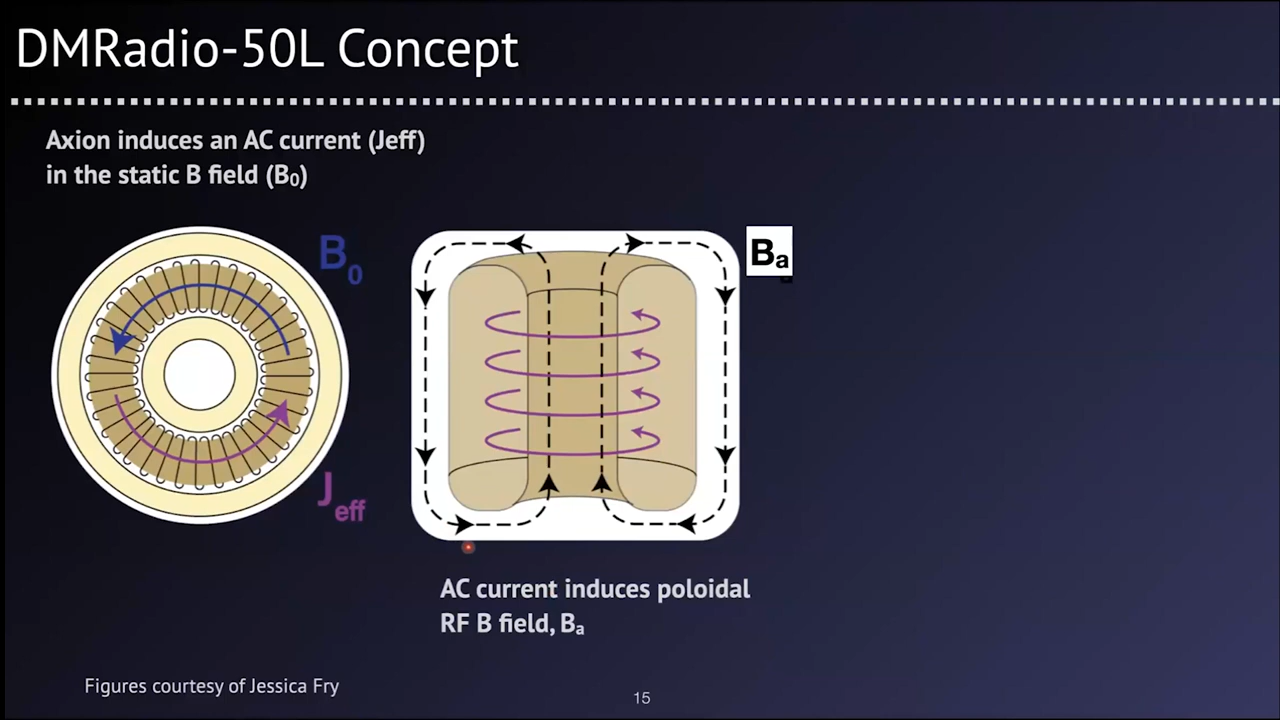 DMRadio-50L Concept
Axion induces an AC current (Jeff)
in the static B field (B₀)
B₀
Jeff
Bₐ
AC current induces poloidal
RF B field, Bₐ
Figures courtesy of Jessica Fry
15